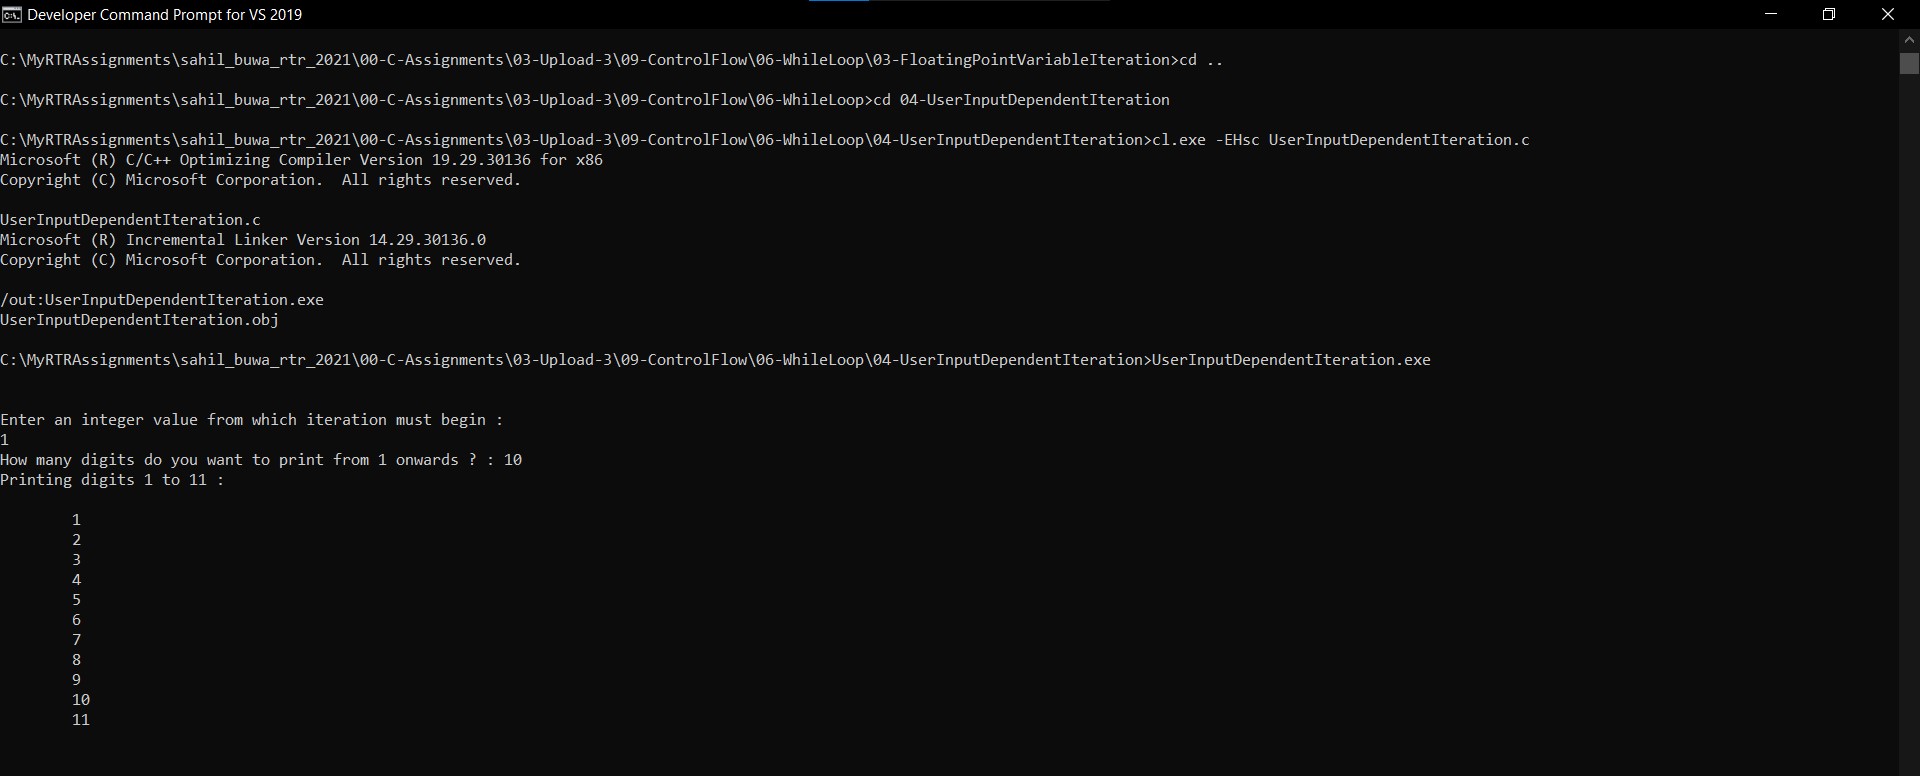 Developer Command Prompt for VS 2019
C:\MyRTRAssignments\sahil_buwa_rtr_2021\00-C-Assignments\03-Upload-3\09-ControlFlow\06-WhileLoop\03-FloatingPointVariableIteration>cd ..
C:\MyRTRAssignments\sahil_buwa_rtr_2021\00-C-Assignments\03-Upload-3\09-ControlFlow\06-WhileLoop>cd 04-UserInputDependentIteration
C:\MyRTRAssignments\sahil_buwa_rtr_2021\00-C-Assignments\03-Upload-3\09-ControlFlow\06-WhileLoop\04-UserInputDependentIteration>cl.exe -EHsc UserInputDependentIteration.c
Microsoft (R) C/C++ Optimizing Compiler Version 19.29.30136 for x86
Copyright (C) Microsoft Corporation.  All rights reserved.
UserInputDependentIteration.c
Microsoft (R) Incremental Linker Version 14.29.30136.0
Copyright (C) Microsoft Corporation.  All rights reserved.
/out:UserInputDependentIteration.exe
UserInputDependentIteration.obj
C:\MyRTRAssignments\sahil_buwa_rtr_2021\00-C-Assignments\03-Upload-3\09-ControlFlow\06-WhileLoop\04-UserInputDependentIteration>UserInputDependentIteration.exe
Enter an integer value from which iteration must begin :
1
How many digits do you want to print from 1 onwards ? : 10
Printing digits 1 to 11 :
1
2
3
4
5
6
7
8
9
10
11